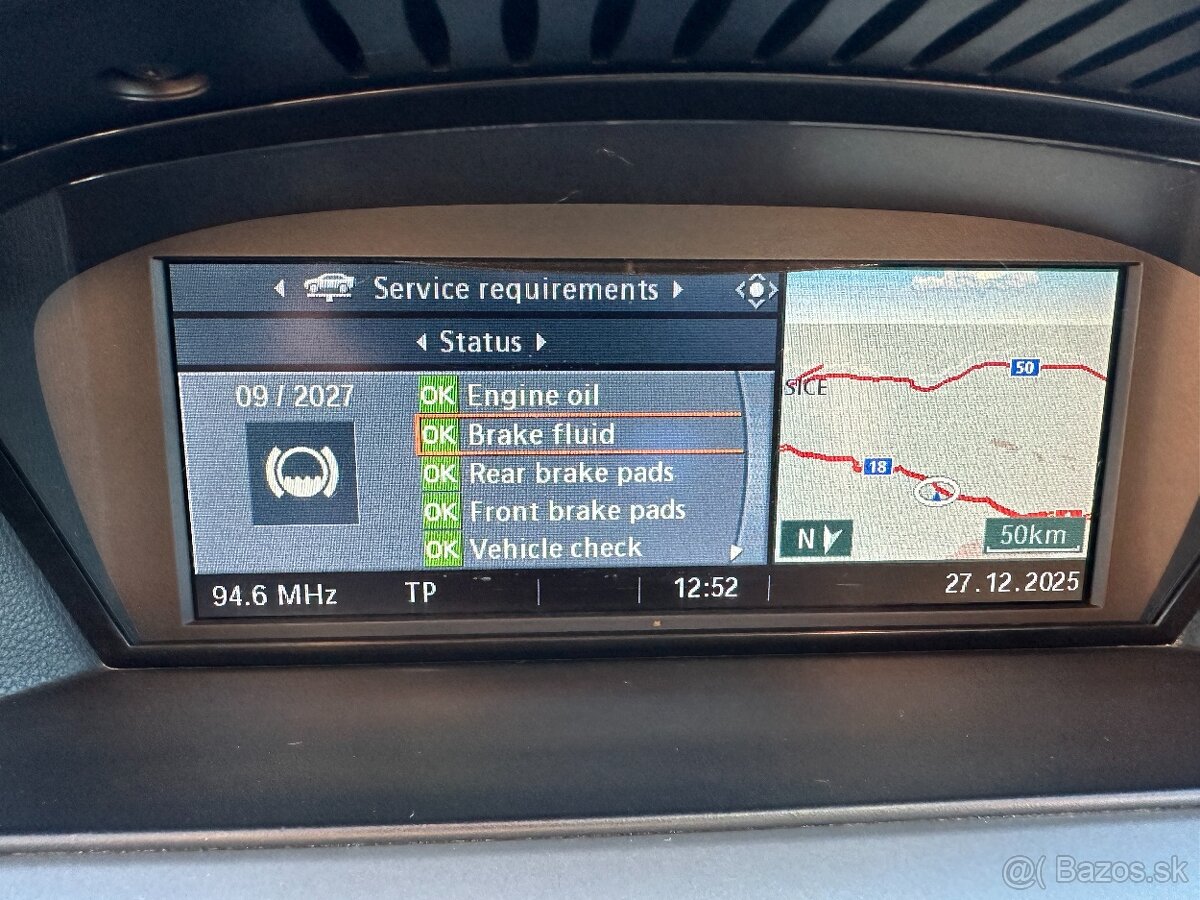 Service requirements
Status
09 / 2027
OK Engine oil
OK Brake fluid
OK Rear brake pads
OK Front brake pads
OK Vehicle check
50
SICE
18
N
50km
94.6 MHz TP 12:52 27.12.2025
@( Bazos.sk